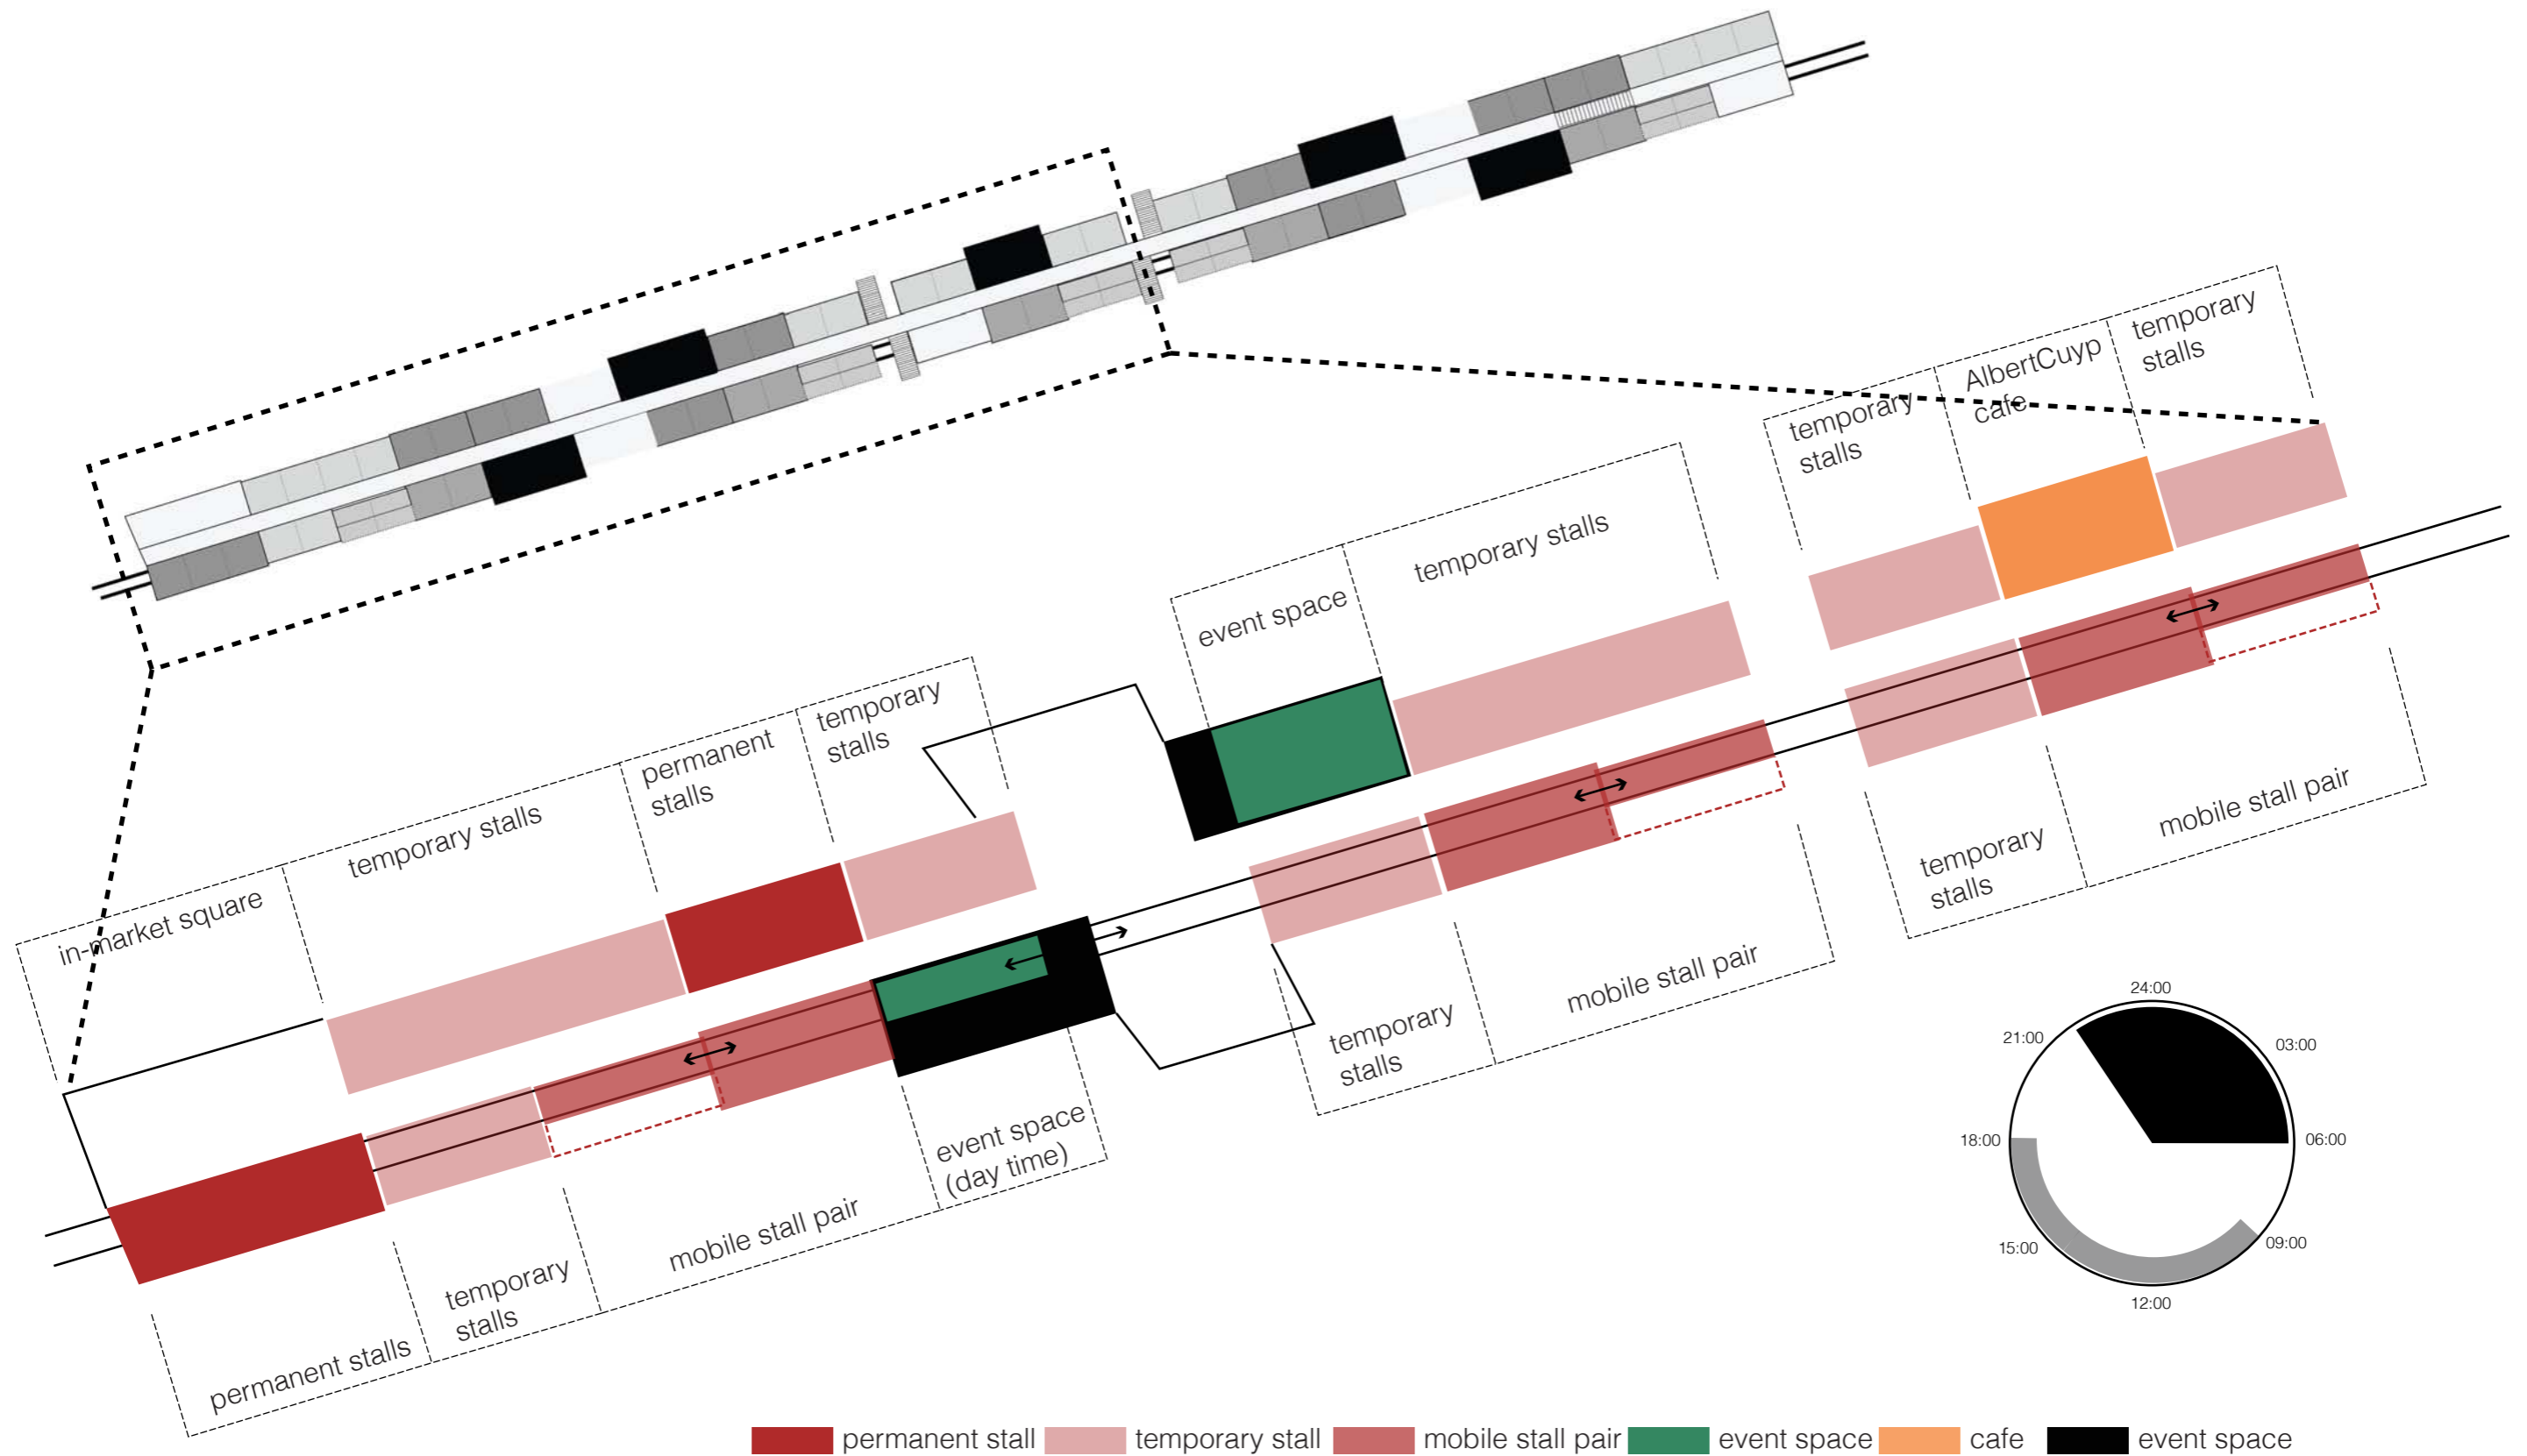 temporary
stalls
AlbertCuyp
cafe
temporary
stalls
event space
temporary stalls
in-market square
temporary stalls
permanent
stalls
temporary
stalls
permanent stalls
temporary
stalls
mobile stall pair
event space
(day time)
temporary
stalls
mobile stall pair
temporary
stalls
mobile stall pair
24:00
21:00
03:00
18:00
06:00
15:00
09:00
12:00
permanent stall
temporary stall
mobile stall pair
event space
cafe
event space